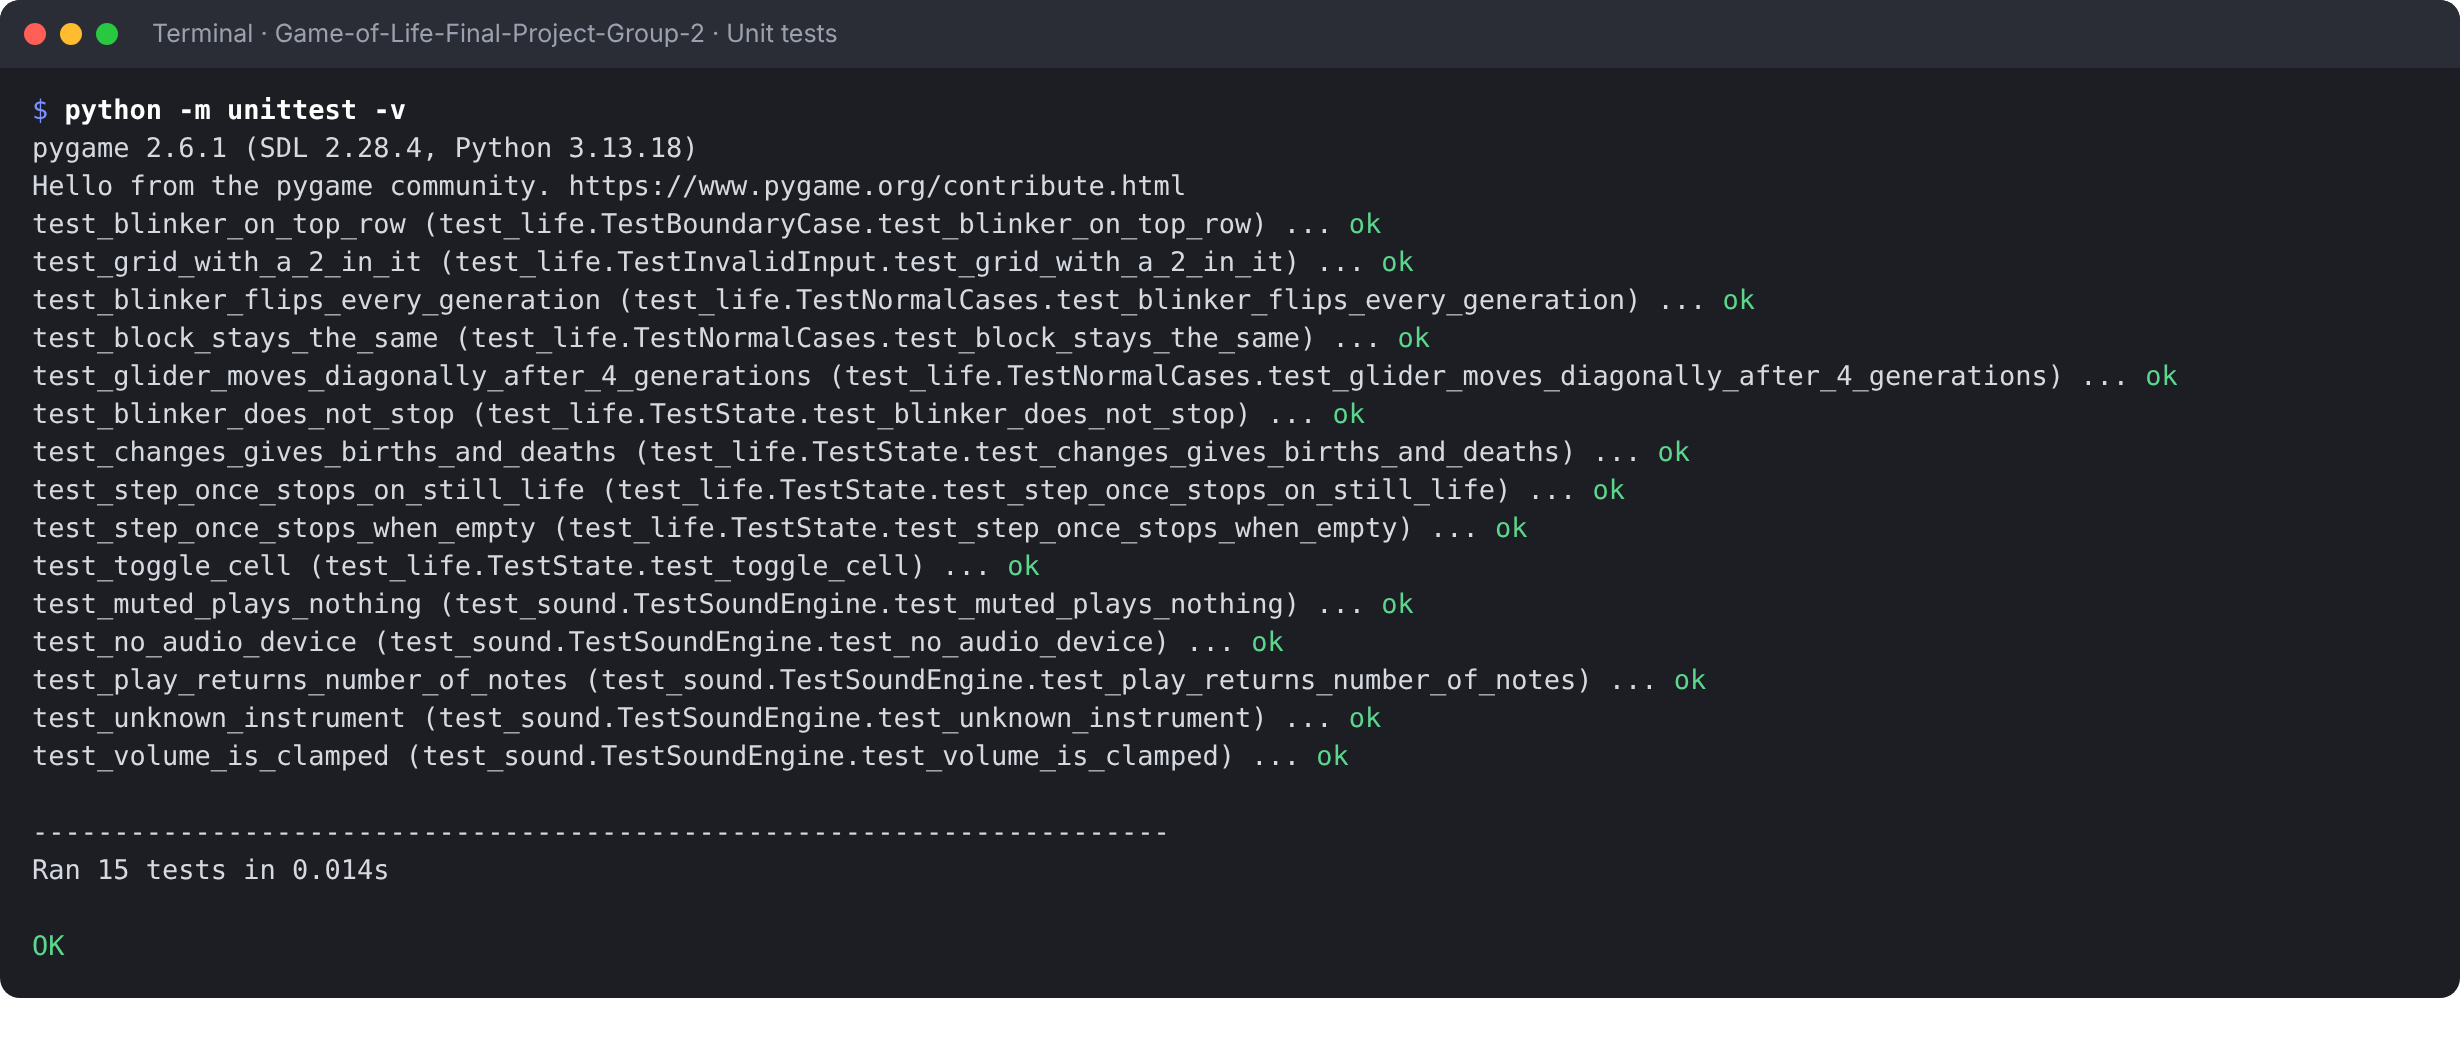 Terminal · Game-of-Life-Final-Project-Group-2 · Unit tests
$ python -m unittest -v
pygame 2.6.1 (SDL 2.28.4, Python 3.13.18)
Hello from the pygame community. https://www.pygame.org/contribute.html
test_blinker_on_top_row (test_life.TestBoundaryCase.test_blinker_on_top_row) ... ok
test_grid_with_a_2_in_it (test_life.TestInvalidInput.test_grid_with_a_2_in_it) ... ok
test_blinker_flips_every_generation (test_life.TestNormalCases.test_blinker_flips_every_generation) ... ok
test_block_stays_the_same (test_life.TestNormalCases.test_block_stays_the_same) ... ok
test_glider_moves_diagonally_after_4_generations (test_life.TestNormalCases.test_glider_moves_diagonally_after_4_generations) ... ok
test_blinker_does_not_stop (test_life.TestState.test_blinker_does_not_stop) ... ok
test_changes_gives_births_and_deaths (test_life.TestState.test_changes_gives_births_and_deaths) ... ok
test_step_once_stops_on_still_life (test_life.TestState.test_step_once_stops_on_still_life) ... ok
test_step_once_stops_when_empty (test_life.TestState.test_step_once_stops_when_empty) ... ok
test_toggle_cell (test_life.TestState.test_toggle_cell) ... ok
test_muted_plays_nothing (test_sound.TestSoundEngine.test_muted_plays_nothing) ... ok
test_no_audio_device (test_sound.TestSoundEngine.test_no_audio_device) ... ok
test_play_returns_number_of_notes (test_sound.TestSoundEngine.test_play_returns_number_of_notes) ... ok
test_unknown_instrument (test_sound.TestSoundEngine.test_unknown_instrument) ... ok
test_volume_is_clamped (test_sound.TestSoundEngine.test_volume_is_clamped) ... ok
----------------------------------------------------------------------
Ran 15 tests in 0.014s
OK